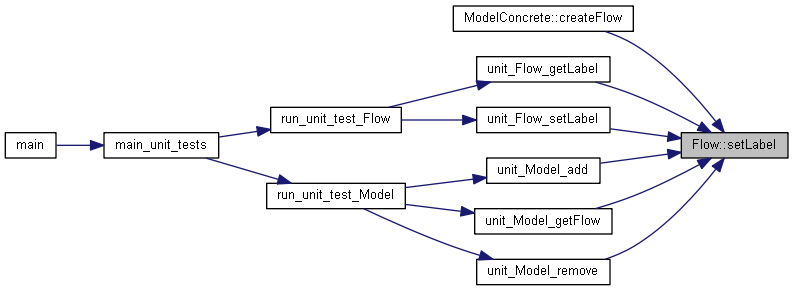 ModelConcrete::createFlow
unit_Flow_getLabel
run_unit_test_Flow
unit_Flow_setLabel
main
main_unit_tests
Flow::setLabel
unit_Model_add
run_unit_test_Model
unit_Model_getFlow
unit_Model_remove